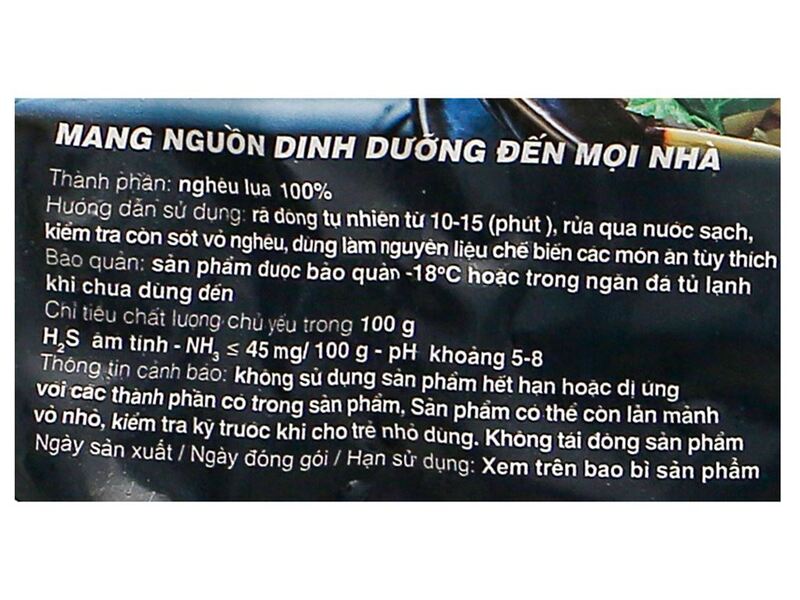 MANG NGUỒN DINH DƯỠNG ĐẾN MỌI NHÀ
Thành phần: nghêu lụa 100%
Hướng dẫn sử dụng: rã đông tự nhiên từ 10-15 (phút ), rửa qua nước sạch,
kiểm tra còn sót vỏ nghêu, dùng làm nguyên liệu chế biến các món ăn tùy thích
Bảo quản: sản phẩm được bảo quản -18°C hoặc trong ngăn đá tủ lạnh
khi chưa dùng đến
Chỉ tiêu chất lượng chủ yếu trong 100 g
H₂S âm tính - NH₃ ≤ 45 mg/ 100 g - pH khoảng 5-8
Thông tin cảnh báo: không sử dụng sản phẩm hết hạn hoặc dị ứng
với các thành phần có trong sản phẩm, Sản phẩm có thể còn lẫn mảnh
vỏ nhỏ, kiểm tra kỹ trước khi cho trẻ nhỏ dùng. Không tái đông sản phẩm
Ngày sản xuất / Ngày đóng gói / Hạn sử dụng: Xem trên bao bì sản phẩm